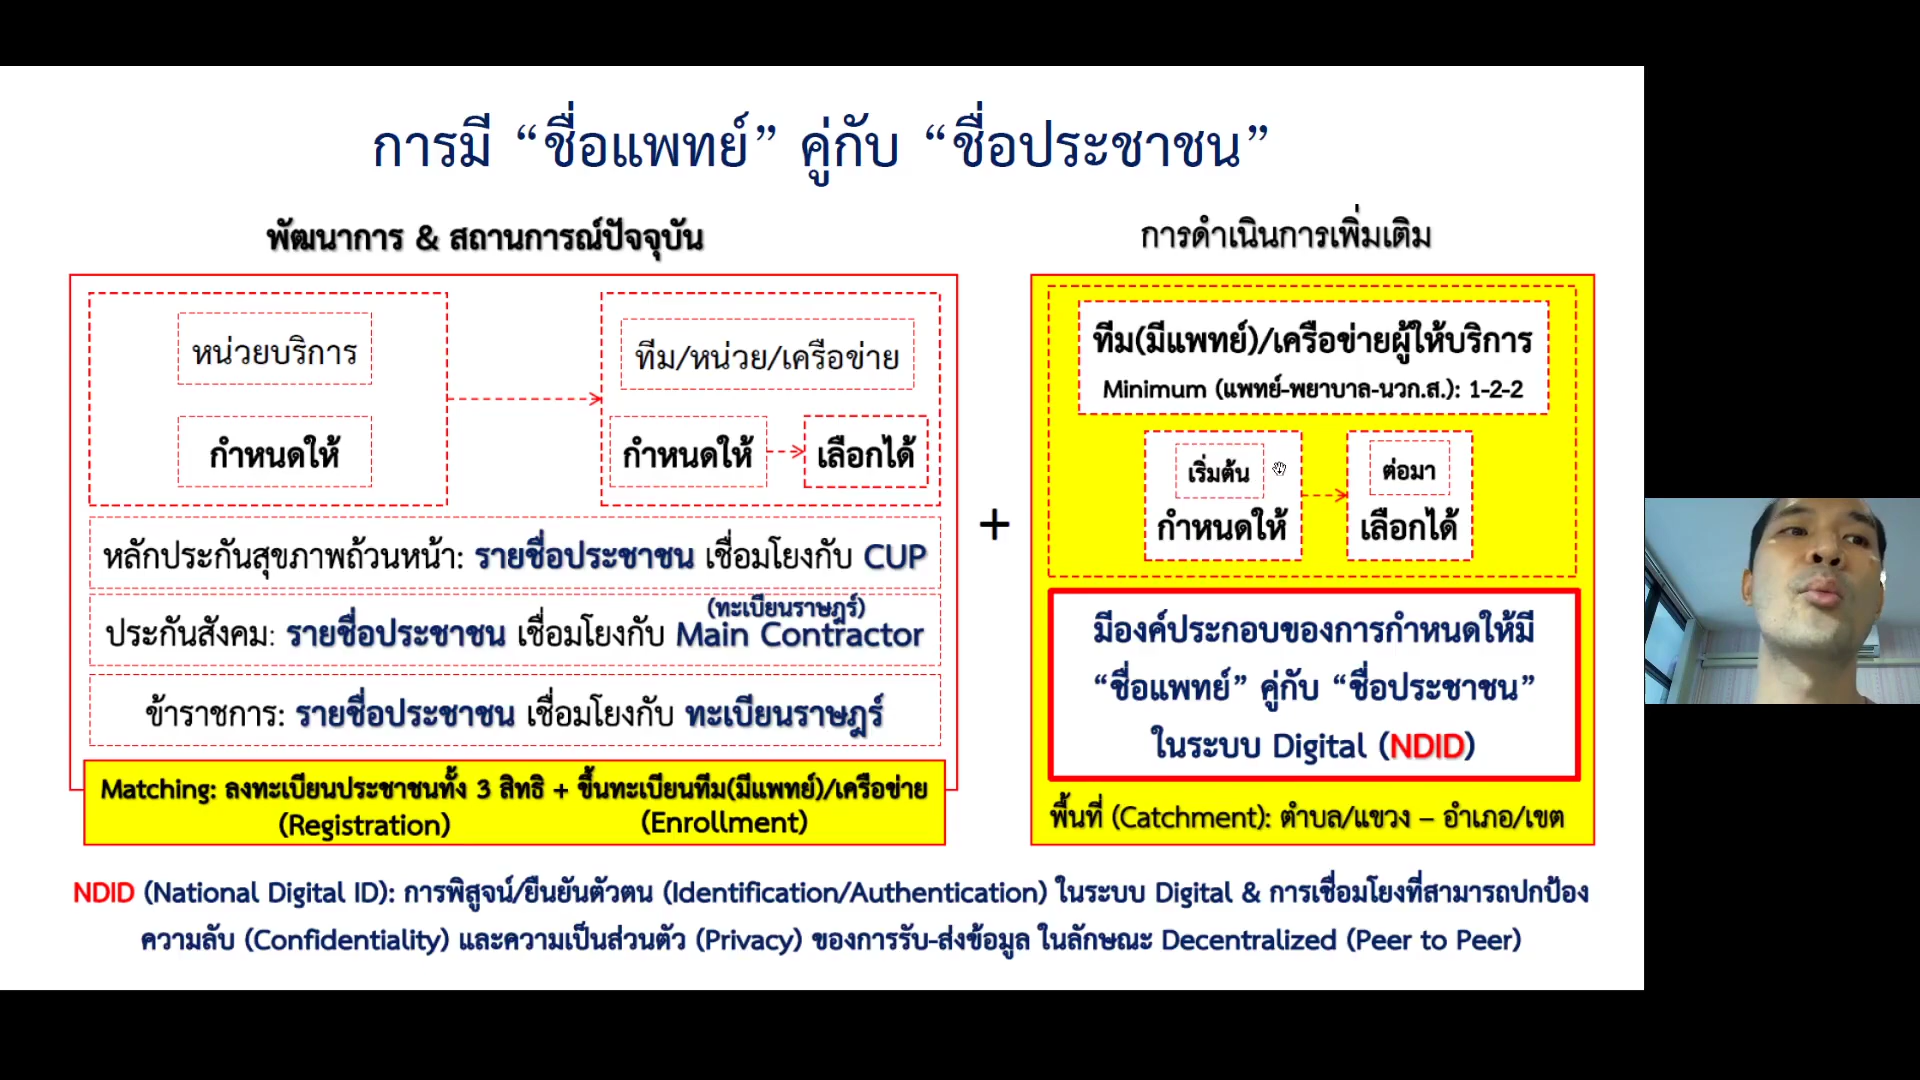 การมี “ชื่อแพทย์” คู่กับ “ชื่อประชาชน”
พัฒนาการ & สถานการณ์ปัจจุบัน
หน่วยบริการ
กำหนดให้
ทีม/หน่วย/เครือข่าย
กำหนดให้
เลือกได้
หลักประกันสุขภาพถ้วนหน้า: รายชื่อประชาชน เชื่อมโยงกับ CUP
(ทะเบียนราษฎร์)
ประกันสังคม: รายชื่อประชาชน เชื่อมโยงกับ Main Contractor
ข้าราชการ: รายชื่อประชาชน เชื่อมโยงกับ ทะเบียนราษฎร์
Matching: ลงทะเบียนประชาชนทั้ง 3 สิทธิ + ขึ้นทะเบียนทีม(มีแพทย์)/เครือข่าย
(Registration) (Enrollment)
+
การดำเนินการเพิ่มเติม
ทีม(มีแพทย์)/เครือข่ายผู้ให้บริการ
Minimum (แพทย์-พยาบาล-นวก.ส.): 1-2-2
เริ่มต้น
กำหนดให้
ต่อมา
เลือกได้
มีองค์ประกอบของการกำหนดให้มี
“ชื่อแพทย์” คู่กับ “ชื่อประชาชน”
ในระบบ Digital (NDID)
พื้นที่ (Catchment): ตำบล/แขวง – อำเภอ/เขต
NDID (National Digital ID): การพิสูจน์/ยืนยันตัวตน (Identification/Authentication) ในระบบ Digital & การเชื่อมโยงที่สามารถปกป้อง
ความลับ (Confidentiality) และความเป็นส่วนตัว (Privacy) ของการรับ-ส่งข้อมูล ในลักษณะ Decentralized (Peer to Peer)